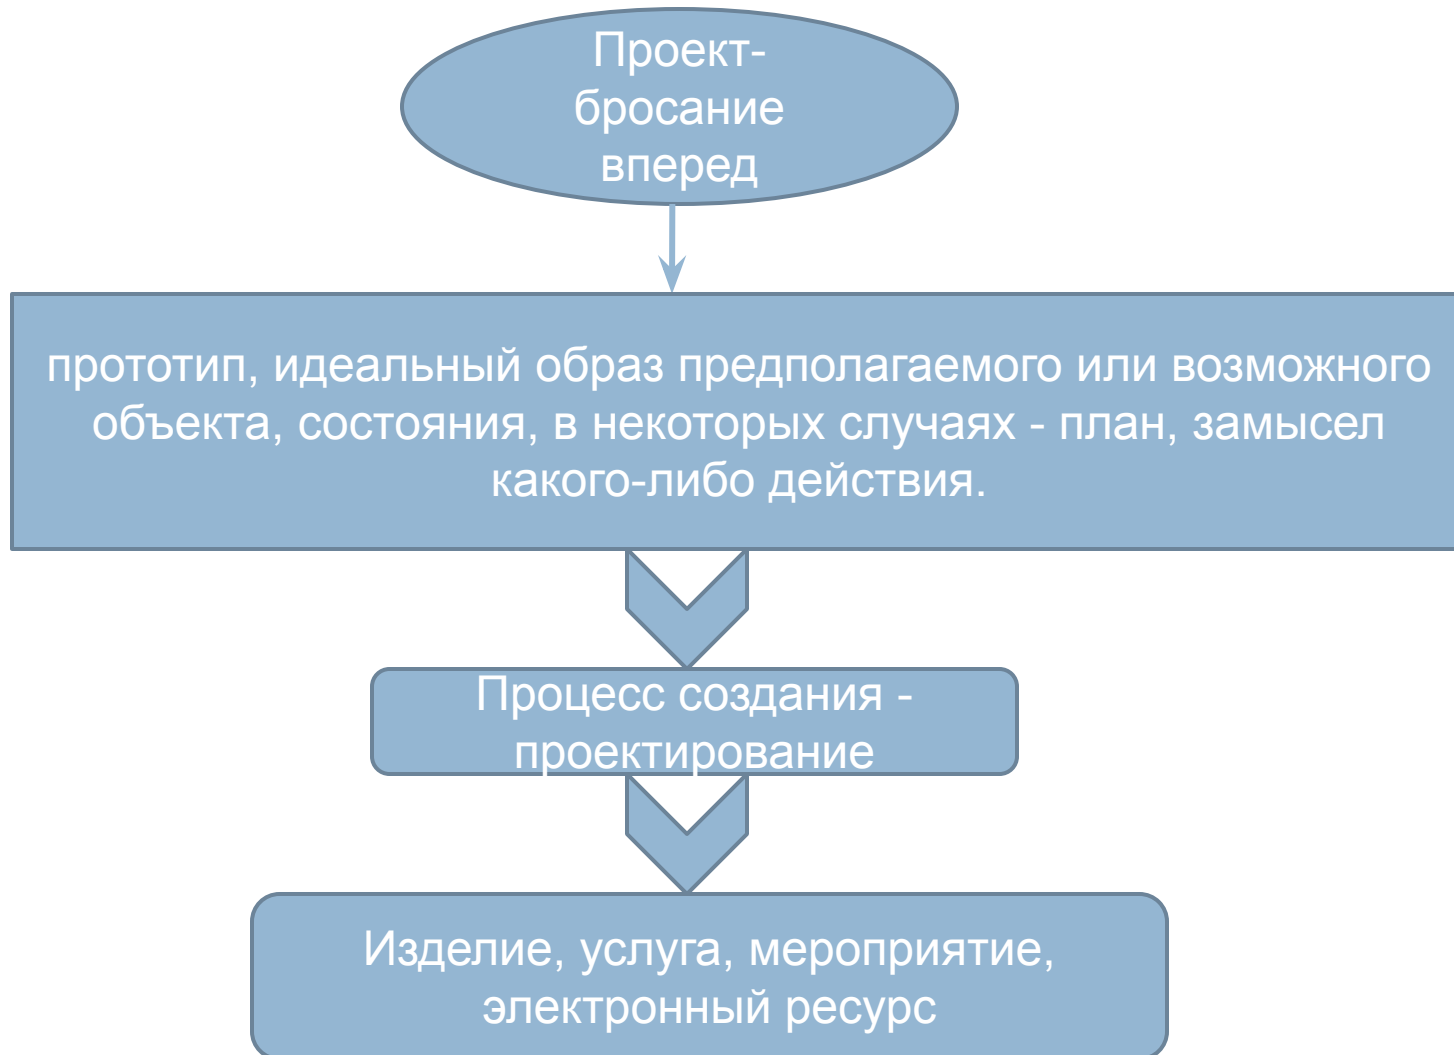 Проект-
бросание
вперед
прототип, идеальный образ предполагаемого или возможного
объекта, состояния, в некоторых случаях - план, замысел
какого-либо действия.
Процесс создания -
проектирование
Изделие, услуга, мероприятие,
электронный ресурс